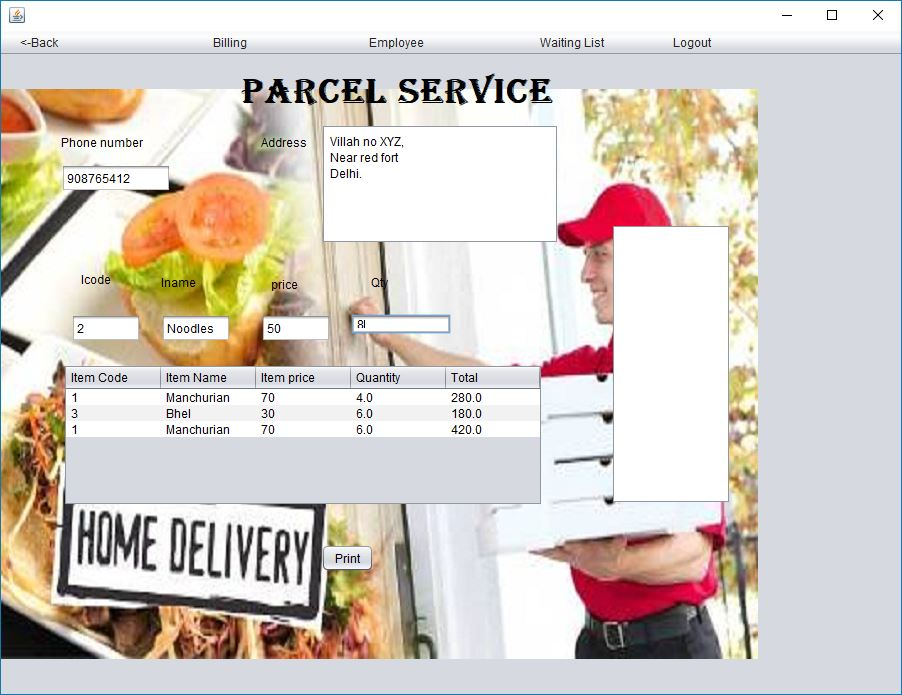 <-Back Billing Employee Waiting List Logout
PARCEL SERVICE
Phone number Address
Villah no XYZ,
Near red fort
Delhi.
908765412
Icode Iname price Qty
2 Noodles 50 8
Item Code Item Name Item price Quantity Total
1 Manchurian 70 4.0 280.0
3 Bhel 30 6.0 180.0
1 Manchurian 70 6.0 420.0
HOME DELIVERY
Print